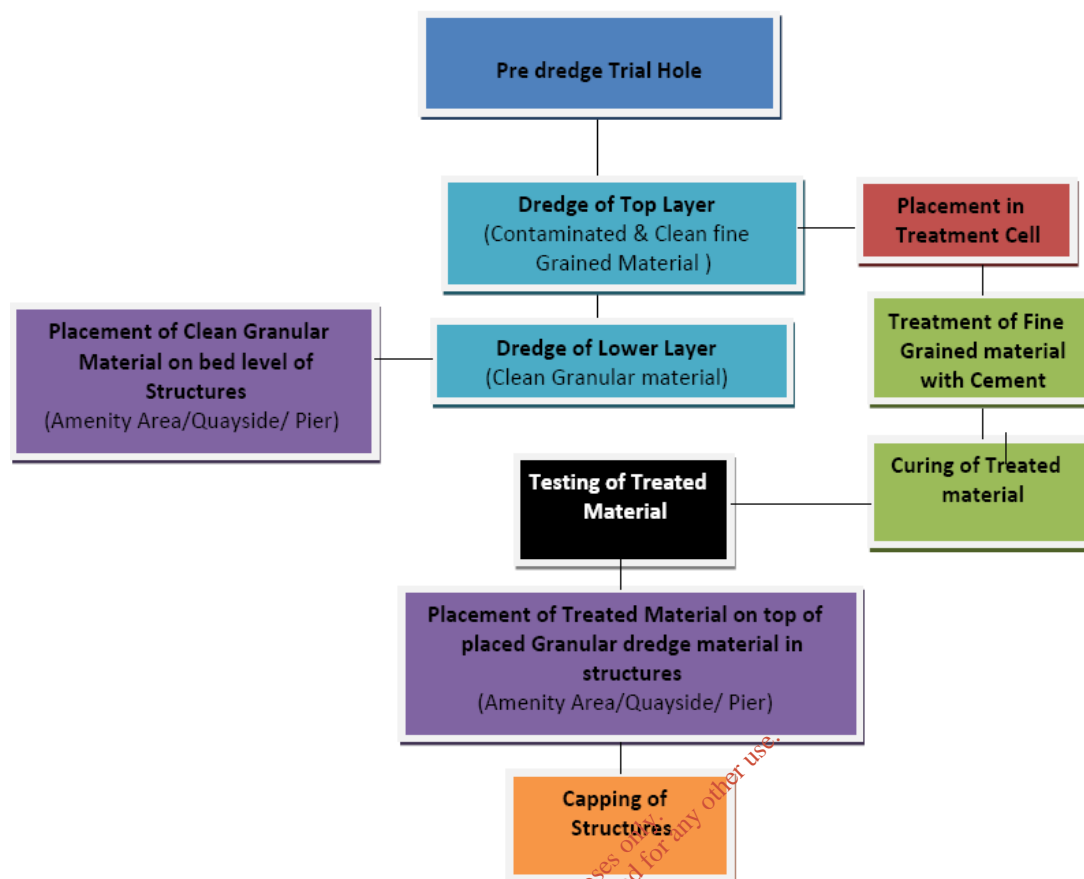 Pre dredge Trial Hole
Dredge of Top Layer
(Contaminated & Clean fine
Grained Material )
Placement in
Treatment Cell
Placement of Clean Granular
Material on bed level of
Structures
(Amenity Area/Quayside/ Pier)
Dredge of Lower Layer
(Clean Granular material)
Treatment of Fine
Grained material
with Cement
Curing of Treated
material
Testing of Treated
Material
Placement of Treated Material on top of
placed Granular dredge material in
structures
(Amenity Area/Quayside/ Pier)
Capping of
Structures
only.
for any other use.